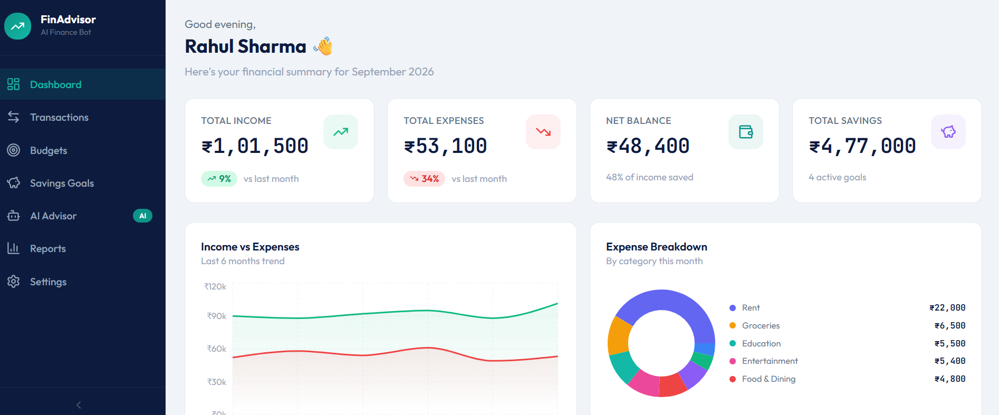 FinAdvisor
AI Finance Bot
Dashboard
Transactions
Budgets
Savings Goals
AI Advisor
AI
Reports
Settings
Good evening,
Rahul Sharma 👋
Here's your financial summary for September 2026
TOTAL INCOME
₹1,01,500
9% vs last month
TOTAL EXPENSES
₹53,100
34% vs last month
NET BALANCE
₹48,400
48% of income saved
TOTAL SAVINGS
₹4,77,000
4 active goals
Income vs Expenses
Last 6 months trend
₹120k
₹90k
₹60k
₹30k
₹0k
Expense Breakdown
By category this month
Rent ₹22,000
Groceries ₹6,500
Education ₹5,500
Entertainment ₹5,400
Food & Dining ₹4,800